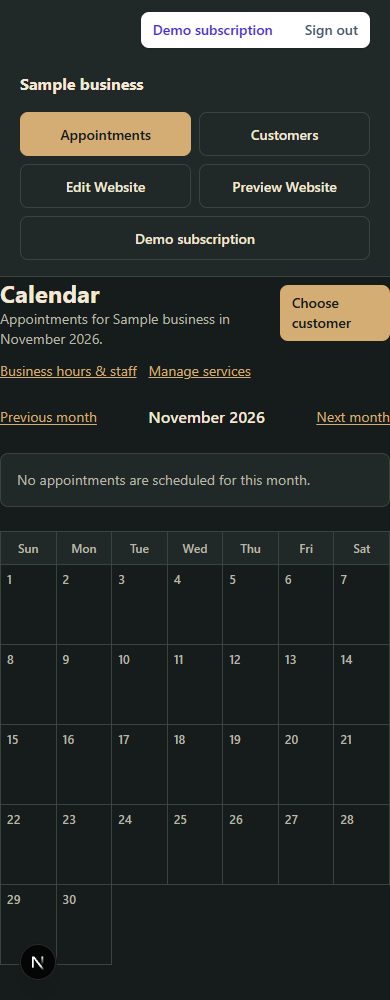 Demo subscription Sign out
Sample business
Appointments Customers
Edit Website Preview Website
Demo subscription
Calendar
Appointments for Sample business in
November 2026.
Choose
customer
Business hours & staff Manage services
Previous month November 2026 Next month
No appointments are scheduled for this month.
Sun Mon Tue Wed Thu Fri Sat
1 2 3 4 5 6 7
8 9 10 11 12 13 14
15 16 17 18 19 20 21
22 23 24 25 26 27 28
29 30
N